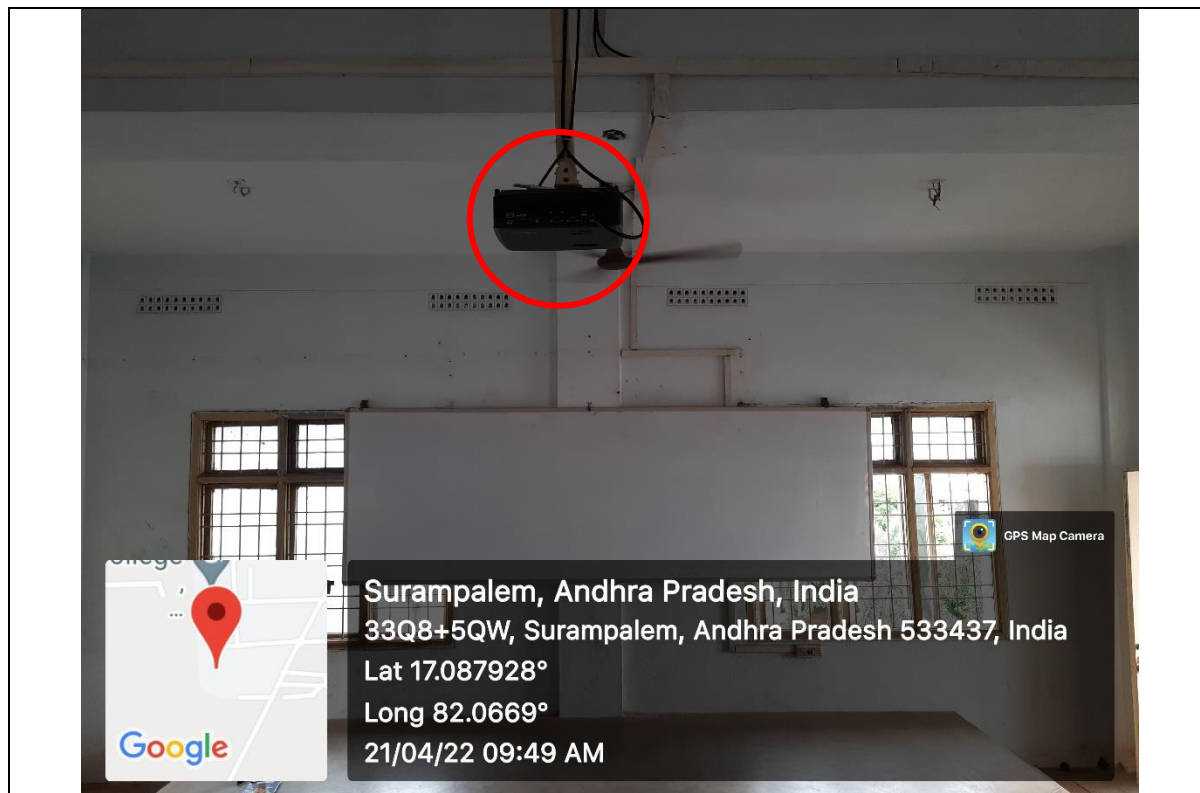 GPS Map Camera
College
...
Surampalem, Andhra Pradesh, India
33Q8+5QW, Surampalem, Andhra Pradesh 533437, India
Lat 17.087928°
Long 82.0669°
21/04/22 09:49 AM
Google